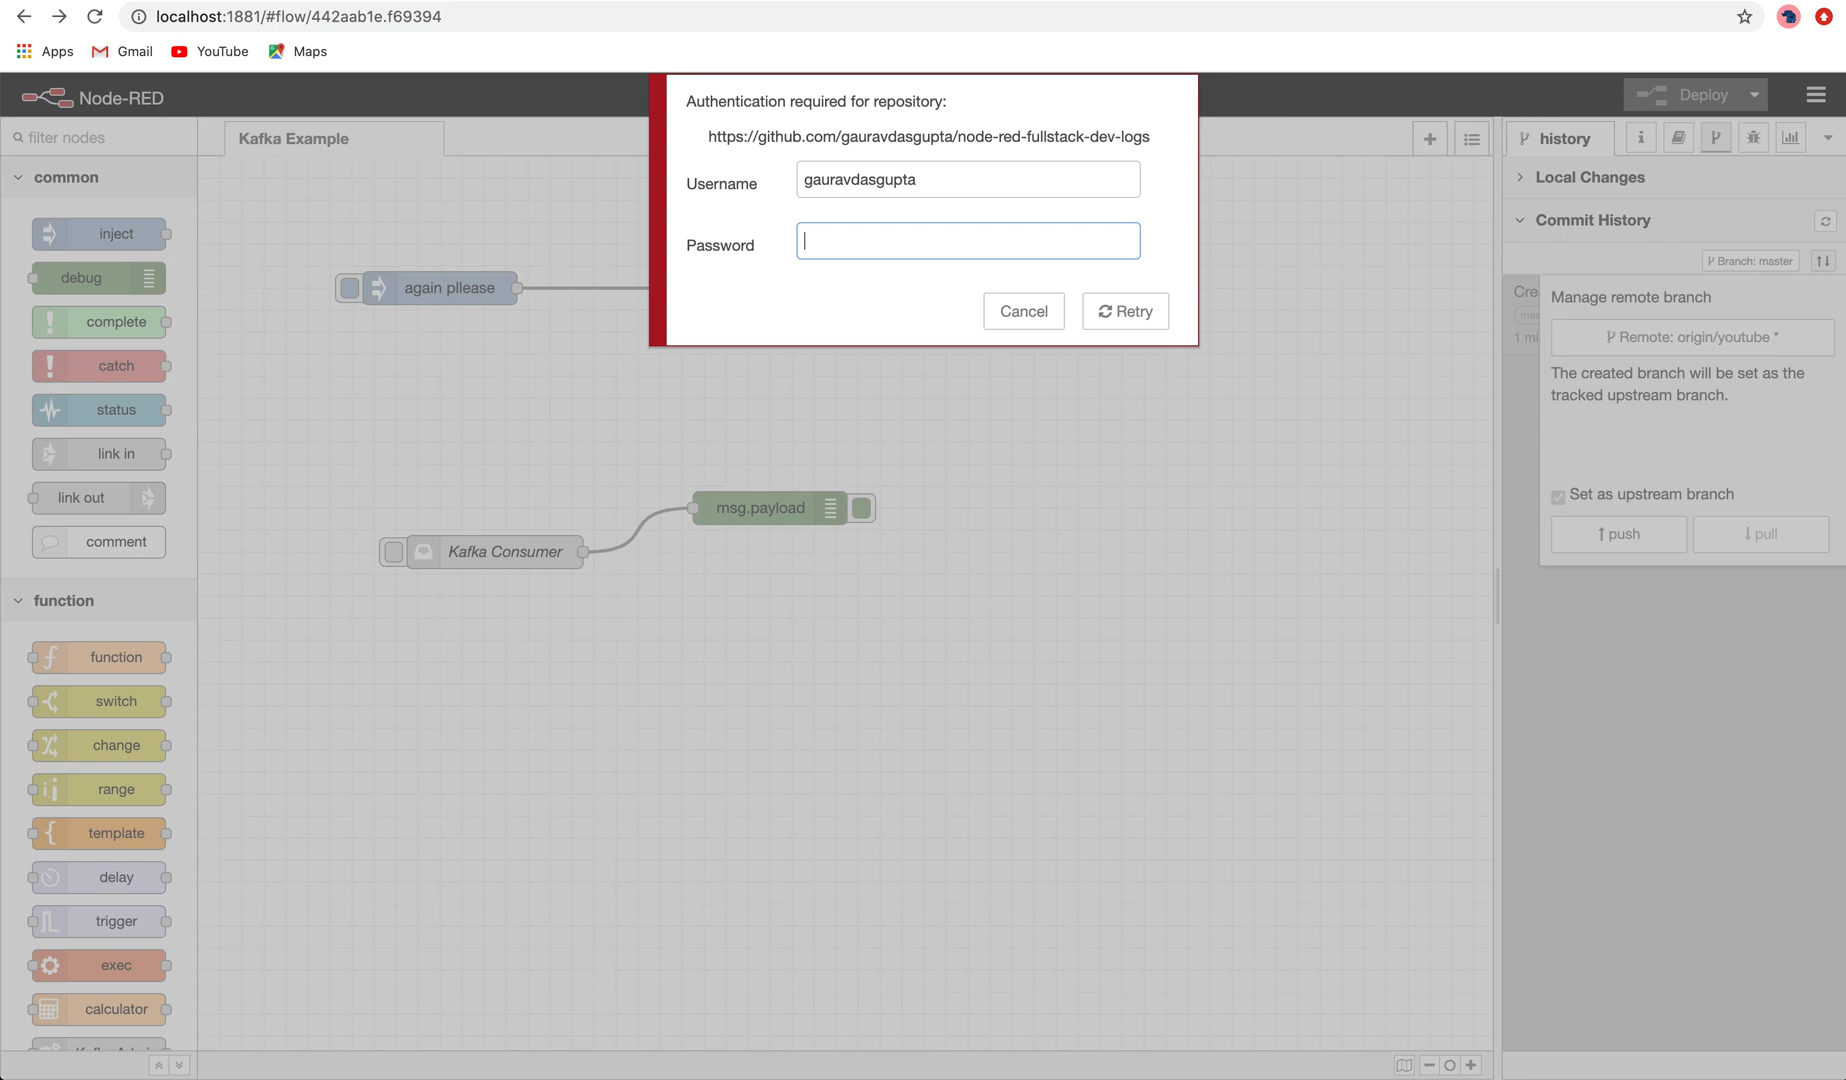 localhost:1881/#flow/442aab1e.f69394
Apps
Gmail
YouTube
Maps
Node-RED
Deploy
Authentication required for repository:
https://github.com/gauravdasgupta/node-red-fullstack-dev-logs
Username
gauravdasgupta
Password
Cancel
Retry
filter nodes
Kafka Example
history
common
inject
debug
complete
catch
status
link in
link out
comment
function
function
switch
change
range
template
delay
trigger
exec
calculator
again pllease
msg.payload
Kafka Consumer
Local Changes
Commit History
Branch: master
Cre
1 mi
Manage remote branch
Remote: origin/youtube *
The created branch will be set as the
tracked upstream branch.
Set as upstream branch
push
pull